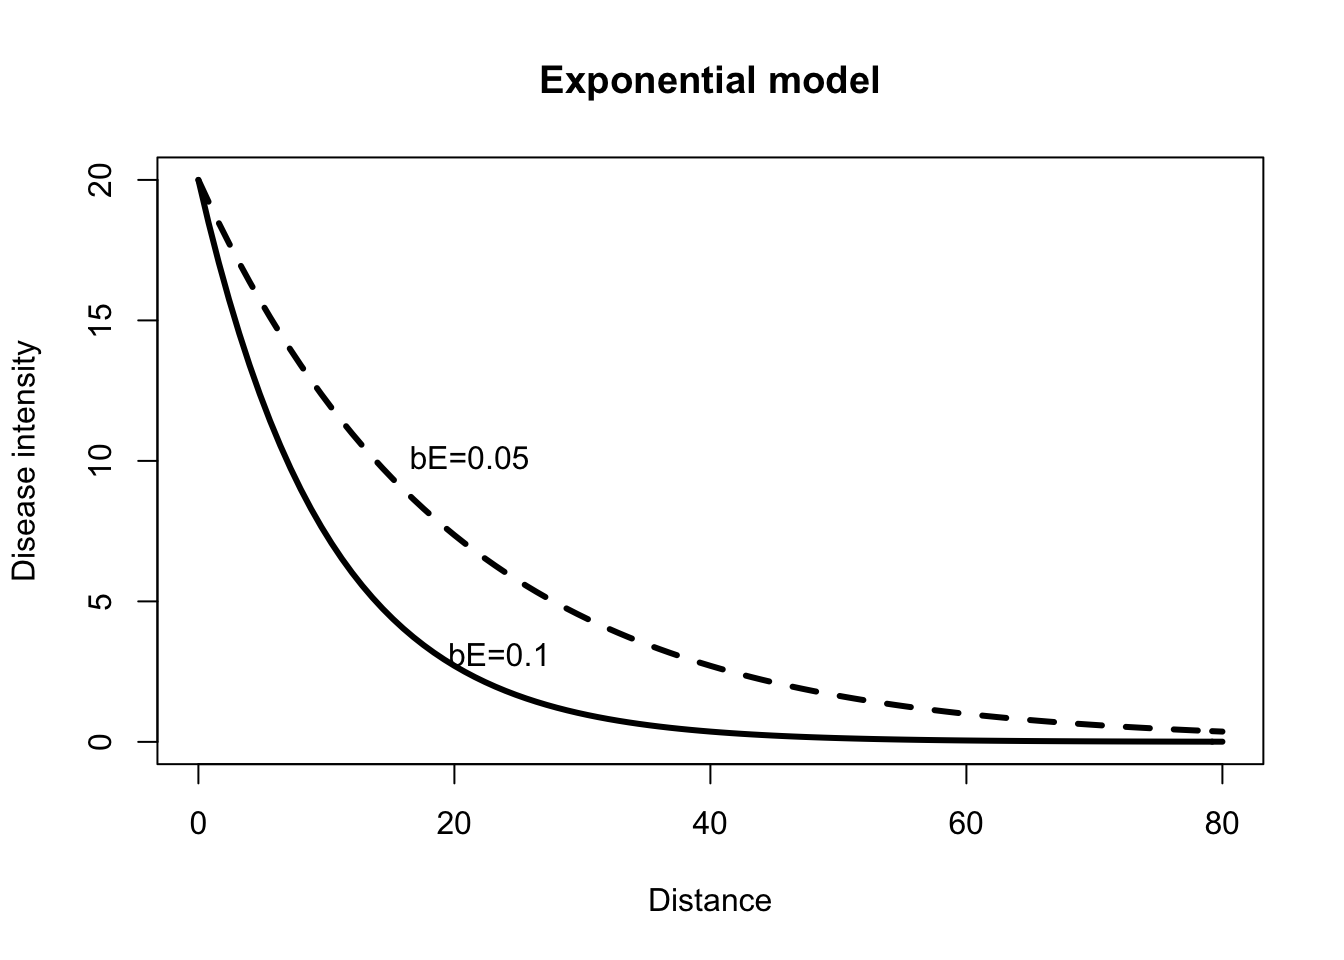 Exponential model
Disease intensity
20
15
10
5
0
bE=0.05
bE=0.1
0 20 40 60 80
Distance